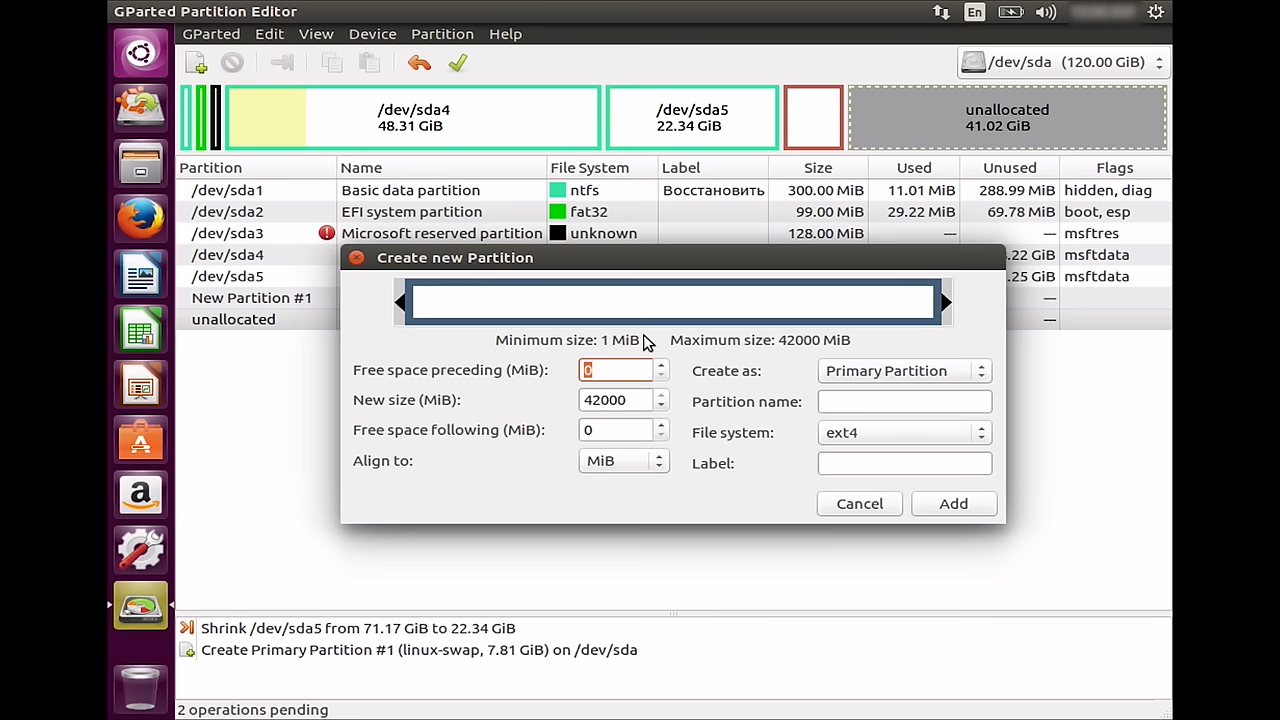 GParted Partition Editor
En
GParted Edit View Device Partition Help
/dev/sda (120.00 GiB)
/dev/sda4
48.31 GiB
/dev/sda5
22.34 GiB
unallocated
41.02 GiB
Partition Name File System Label Size Used Unused Flags
/dev/sda1 Basic data partition ntfs Восстановить 300.00 MiB 11.01 MiB 288.99 MiB hidden, diag
/dev/sda2 EFI system partition fat32 99.00 MiB 29.22 MiB 69.78 MiB boot, esp
/dev/sda3 Microsoft reserved partition unknown 128.00 MiB — — msftres
/dev/sda4 .22 GiB msftdata
/dev/sda5 .25 GiB msftdata
New Partition #1 —
unallocated —
Create new Partition
Minimum size: 1 MiB Maximum size: 42000 MiB
Free space preceding (MiB): 0 Create as: Primary Partition
New size (MiB): 42000 Partition name:
Free space following (MiB): 0 File system: ext4
Align to: MiB Label:
Cancel Add
Shrink /dev/sda5 from 71.17 GiB to 22.34 GiB
Create Primary Partition #1 (linux-swap, 7.81 GiB) on /dev/sda
2 operations pending